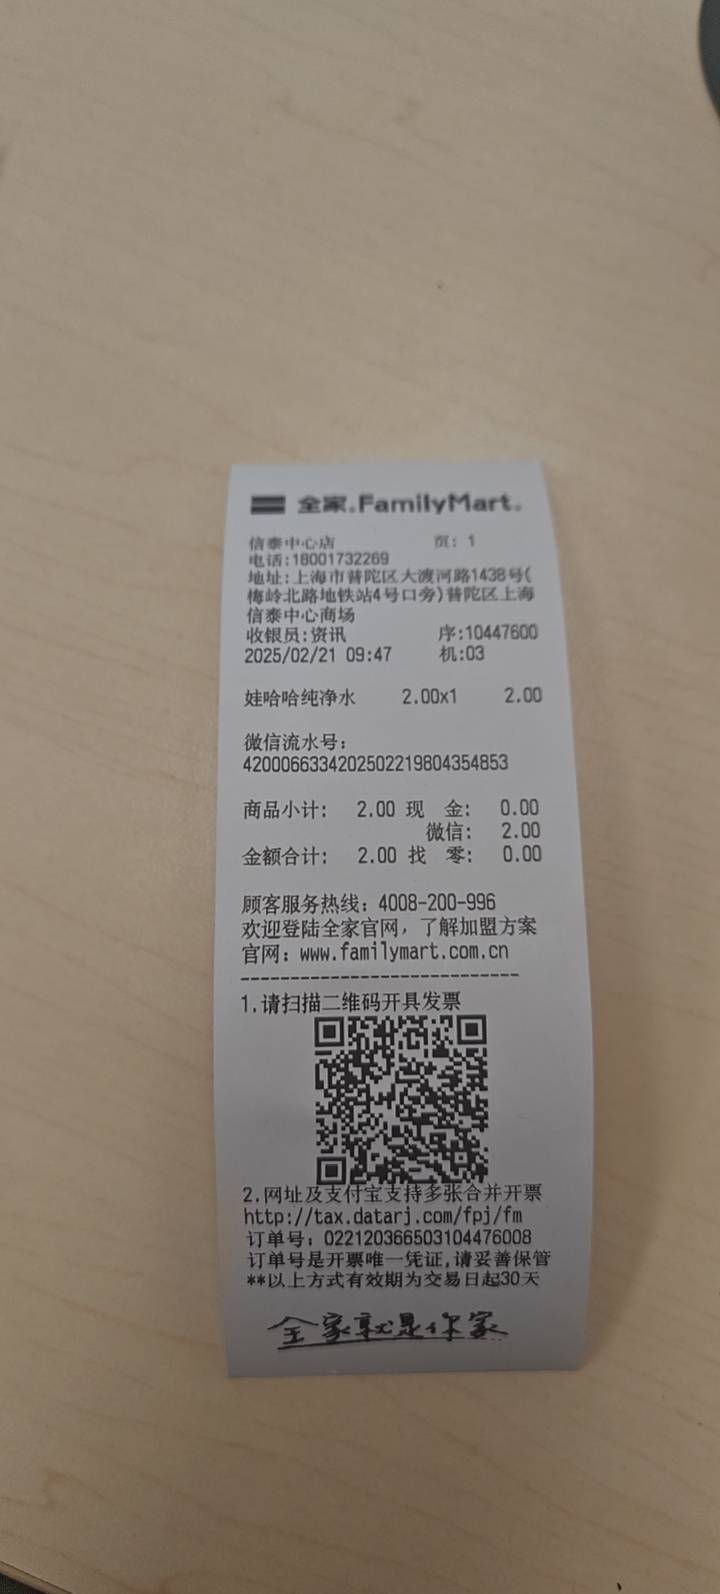 全家.FamilyMart.
信泰中心店 页: 1
电话:18001732269
地址:上海市普陀区大渡河路1438号(
梅岭北路地铁站4号口旁)普陀区上海
信泰中心商场
收银员:资讯 序:10447600
2025/02/21 09:47 机:03
娃哈哈纯净水 2.00x1 2.00
微信流水号:
4200066334202502219804354853
商品小计: 2.00 现 金: 0.00
微信: 2.00
金额合计: 2.00 找 零: 0.00
顾客服务热线: 4008-200-996
欢迎登陆全家官网，了解加盟方案
官网: www.familymart.com.cn
----------------------------
1.请扫描二维码开具发票
2.网址及支付宝支持多张合并开票
http://tax.datarj.com/fpj/fm
订单号: 022120366503104476008
订单号是开票唯一凭证,请妥善保管
**以上方式有效期为交易日起30天
全家就是你家